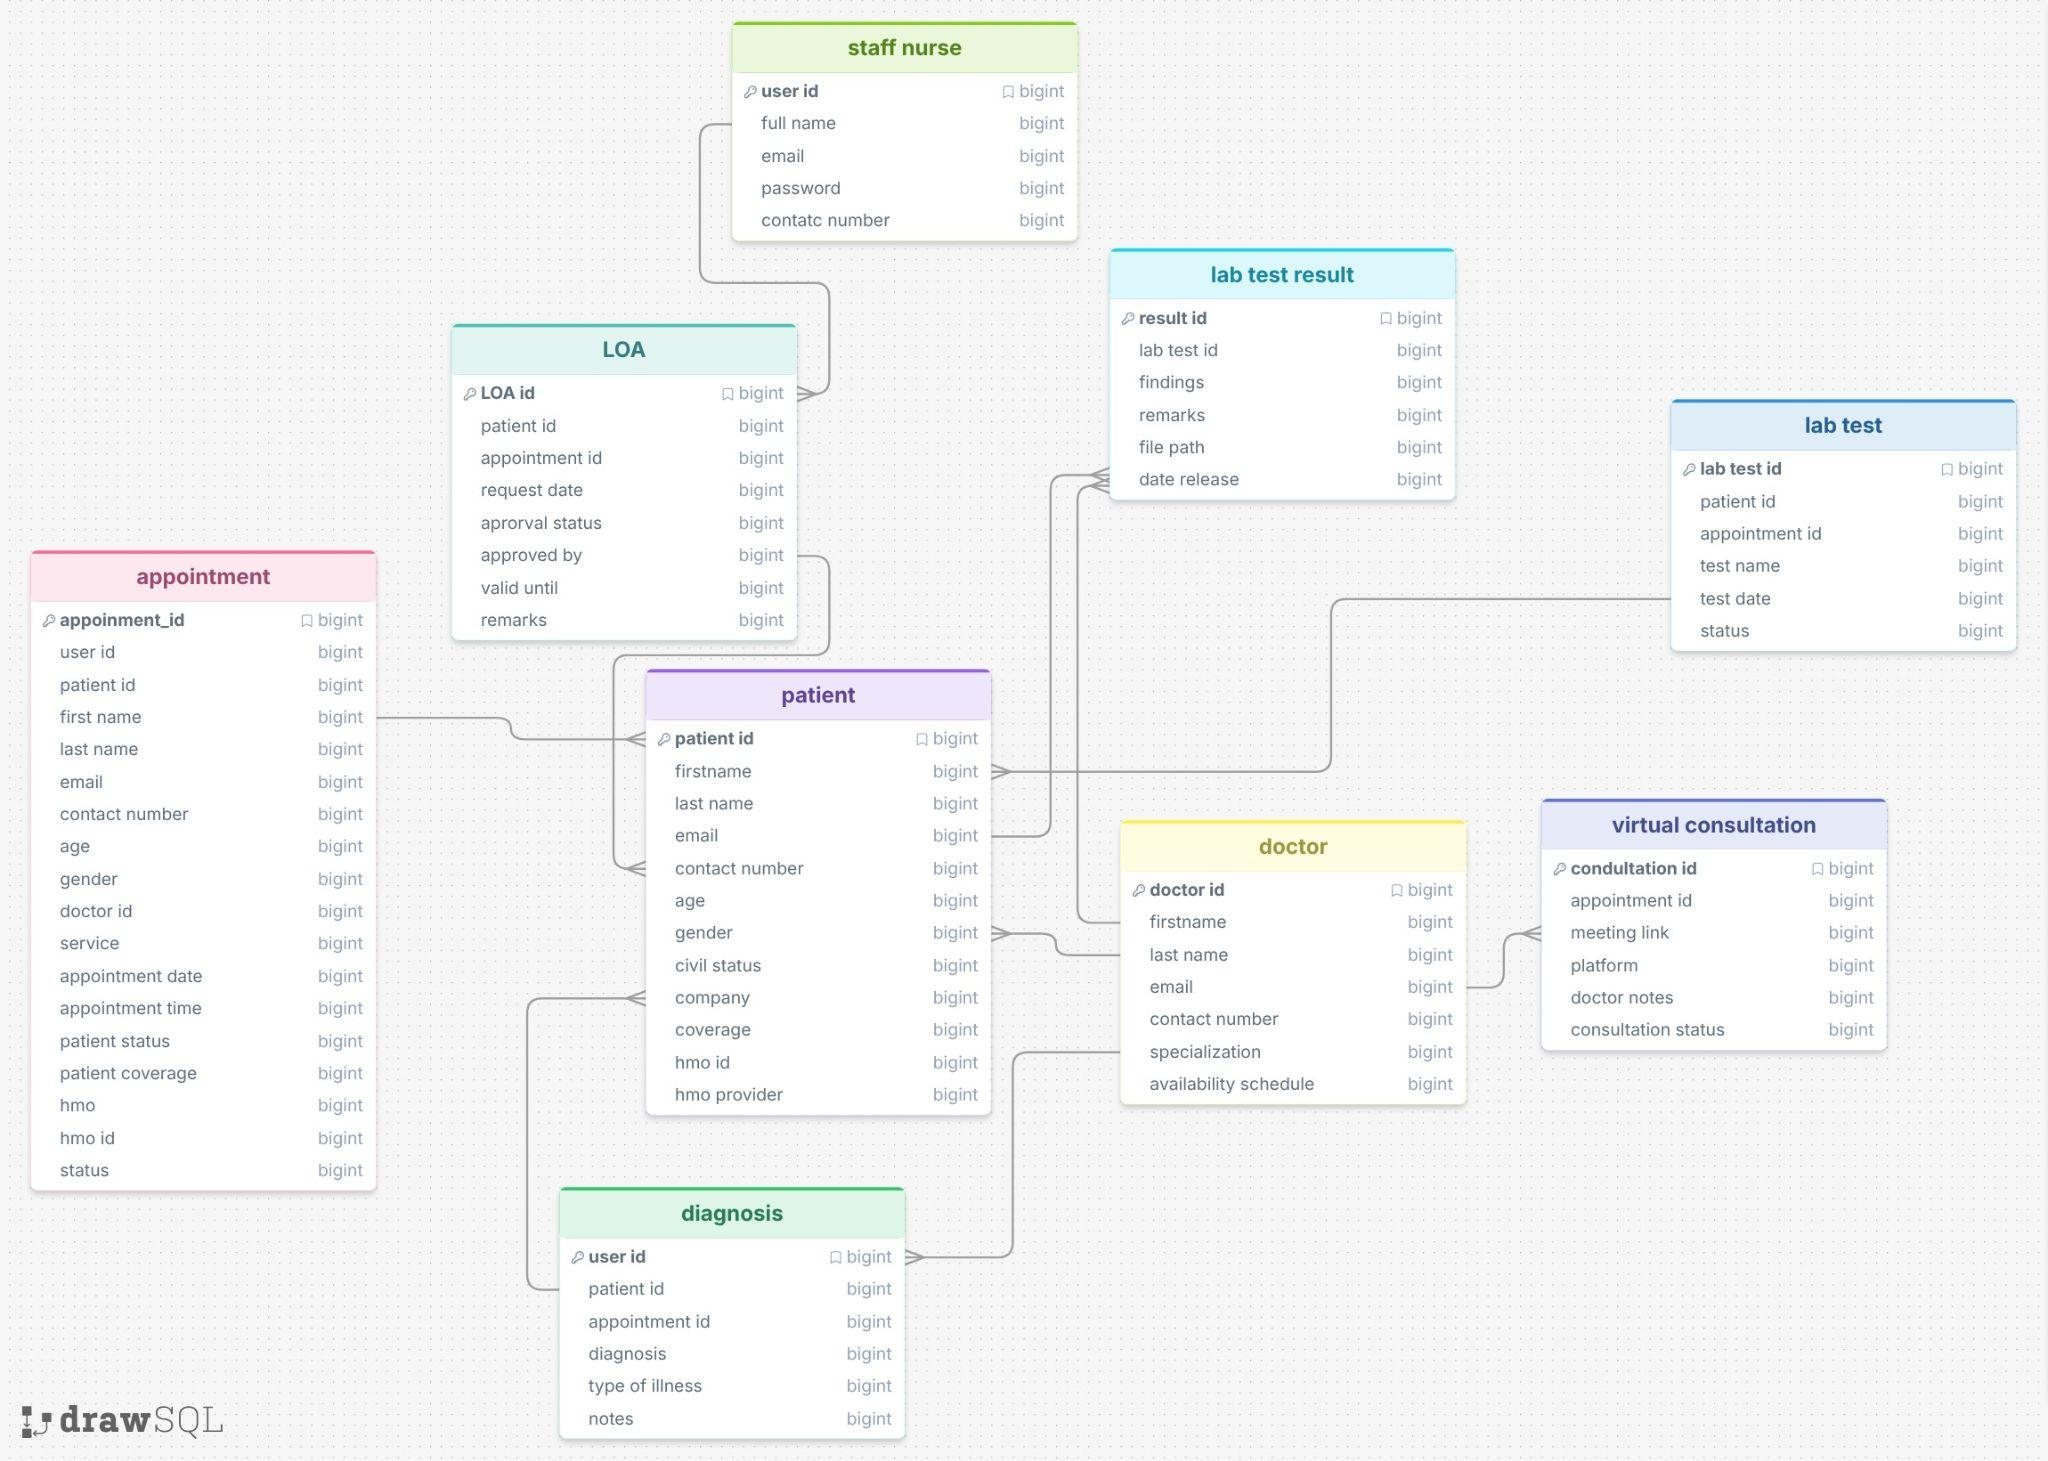 staff nurse
user id bigint
full name bigint
email bigint
password bigint
contatc number bigint
lab test result
result id bigint
lab test id bigint
findings bigint
remarks bigint
file path bigint
date release bigint
LOA
LOA id bigint
patient id bigint
appointment id bigint
request date bigint
aprorval status bigint
approved by bigint
valid until bigint
remarks bigint
lab test
lab test id bigint
patient id bigint
appointment id bigint
test name bigint
test date bigint
status bigint
appointment
appoinment_id bigint
user id bigint
patient id bigint
first name bigint
last name bigint
email bigint
contact number bigint
age bigint
gender bigint
doctor id bigint
service bigint
appointment date bigint
appointment time bigint
patient status bigint
patient coverage bigint
hmo bigint
hmo id bigint
status bigint
patient
patient id bigint
firstname bigint
last name bigint
email bigint
contact number bigint
age bigint
gender bigint
civil status bigint
company bigint
coverage bigint
hmo id bigint
hmo provider bigint
doctor
doctor id bigint
firstname bigint
last name bigint
email bigint
contact number bigint
specialization bigint
availability schedule bigint
virtual consultation
condultation id bigint
appointment id bigint
meeting link bigint
platform bigint
doctor notes bigint
consultation status bigint
diagnosis
user id bigint
patient id bigint
appointment id bigint
diagnosis bigint
type of illness bigint
notes bigint
drawSQL